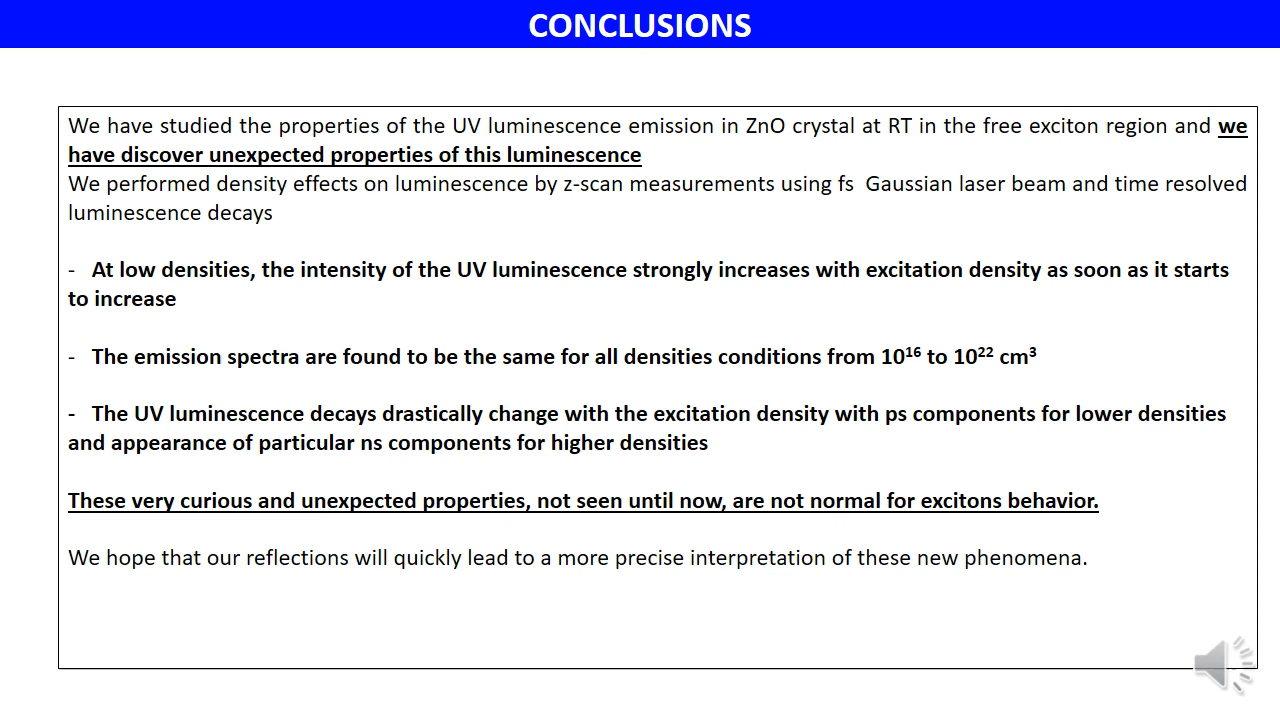 CONCLUSIONS
We have studied the properties of the UV luminescence emission in ZnO crystal at RT in the free exciton region and we
have discover unexpected properties of this luminescence
We performed density effects on luminescence by z-scan measurements using fs  Gaussian laser beam and time resolved
luminescence decays
- At low densities, the intensity of the UV luminescence strongly increases with excitation density as soon as it starts
to increase
- The emission spectra are found to be the same for all densities conditions from 10¹⁶ to 10²² cm³
- The UV luminescence decays drastically change with the excitation density with ps components for lower densities
and appearance of particular ns components for higher densities
These very curious and unexpected properties, not seen until now, are not normal for excitons behavior.
We hope that our reflections will quickly lead to a more precise interpretation of these new phenomena.